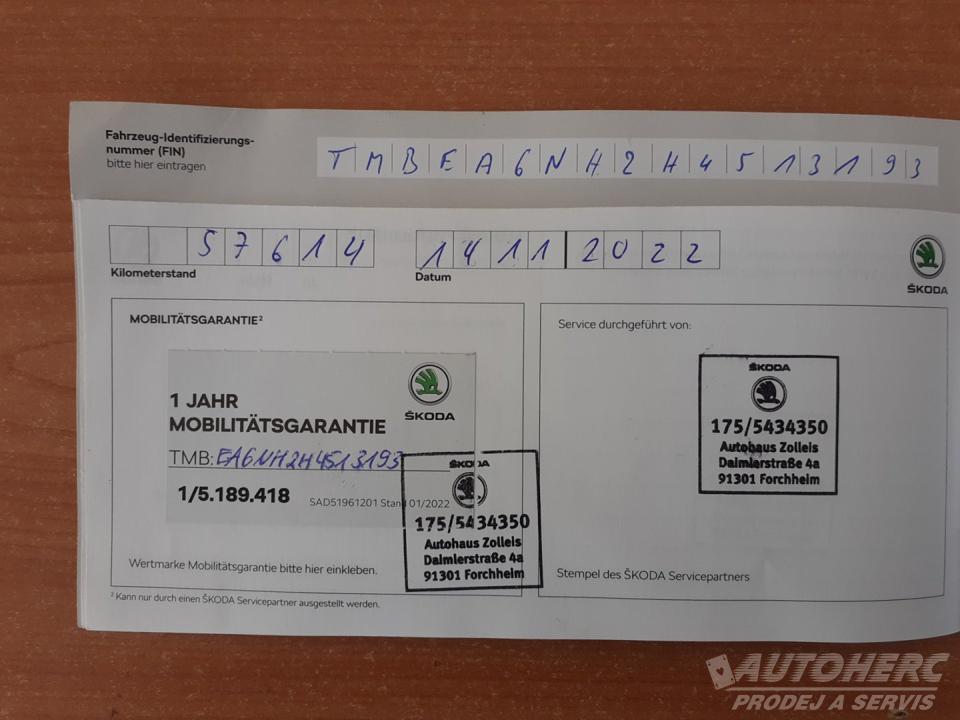 Fahrzeug-Identifizierungs-
nummer (FIN)
bitte hier eintragen
TMBEA6NH2H4513193
57614
Kilometerstand
14 11 2022
Datum
ŠKODA
MOBILITÄTSGARANTIE²
1 JAHR
MOBILITÄTSGARANTIE
ŠKODA
TMB: EA6NH2H4513193
1/5.189.418
SAD51961201 Stand 01/2022
ŠKODA
175/5434350
Autohaus Zolleis
Daimlerstraße 4a
91301 Forchheim
Wertmarke Mobilitätsgarantie bitte hier einkleben.
² Kann nur durch einen ŠKODA Servicepartner ausgestellt werden.
Service durchgeführt von:
ŠKODA
175/5434350
Autohaus Zolleis
Daimlerstraße 4a
91301 Forchheim
Stempel des ŠKODA Servicepartners
AUTOHERC
PRODEJ A SERVIS